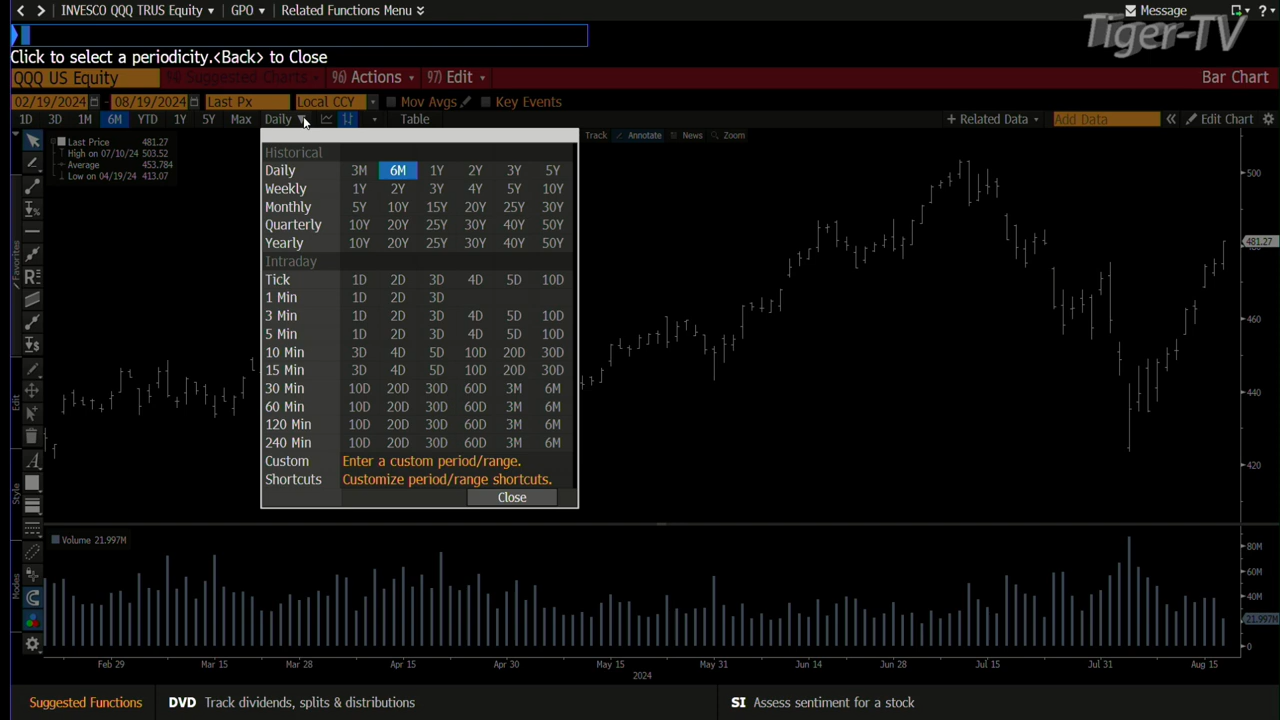 INVESCO QQQ TRUS Equity GPO Related Functions Menu Message ?
Tiger-TV
Click to select a periodicity.<Back> to Close
QQQ US Equity 94) Suggested Charts 96) Actions 97) Edit Bar Chart
02/19/2024 - 08/19/2024 Last Px Local CCY Mov Avgs Key Events
1D 3D 1M 6M YTD 1Y 5Y Max Daily Table + Related Data Add Data « Edit Chart
Track Annotate News Zoom
Last Price 481.27
High on 07/10/24 503.52
Average 453.784
Low on 04/19/24 413.07
Historical
Daily 3M 6M 1Y 2Y 3Y 5Y
Weekly 1Y 2Y 3Y 4Y 5Y 10Y
Monthly 5Y 10Y 15Y 20Y 25Y 30Y
Quarterly 10Y 20Y 25Y 30Y 40Y 50Y
Yearly 10Y 20Y 25Y 30Y 40Y 50Y
Intraday
Tick 1D 2D 3D 4D 5D 10D
1 Min 1D 2D 3D
3 Min 1D 2D 3D 4D 5D 10D
5 Min 1D 2D 3D 4D 5D 10D
10 Min 3D 4D 5D 10D 20D 30D
15 Min 3D 4D 5D 10D 20D 30D
30 Min 10D 20D 30D 60D 3M 6M
60 Min 10D 20D 30D 60D 3M 6M
120 Min 10D 20D 30D 60D 3M 6M
240 Min 10D 20D 30D 60D 3M 6M
Custom Enter a custom period/range.
Shortcuts Customize period/range shortcuts.
Close
500
481.27
460
440
420
Favorites
Edit
Style
Modes
Volume 21.997M
80M
60M
40M
21.997M
0
Feb 29 Mar 15 Mar 28 Apr 15 Apr 30 May 15 May 31 Jun 14 Jun 28 Jul 15 Jul 31 Aug 15
2024
Suggested Functions DVD Track dividends, splits & distributions SI Assess sentiment for a stock